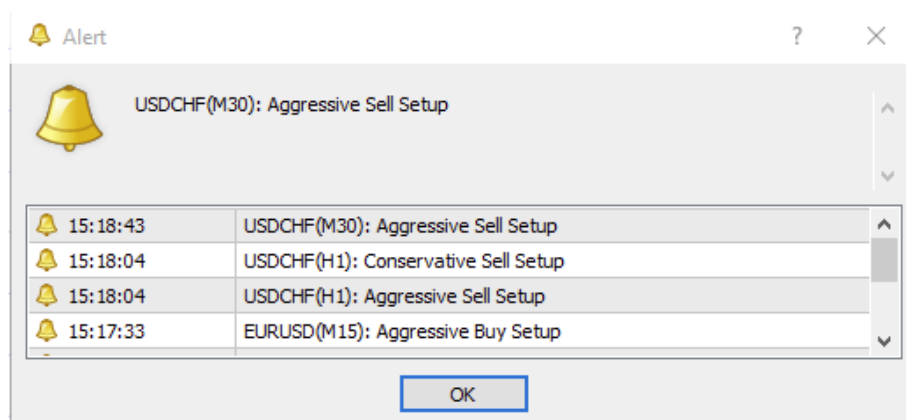 Alert
?
USDCHF(M30): Aggressive Sell Setup
15:18:43 USDCHF(M30): Aggressive Sell Setup
15:18:04 USDCHF(H1): Conservative Sell Setup
15:18:04 USDCHF(H1): Aggressive Sell Setup
15:17:33 EURUSD(M15): Aggressive Buy Setup
OK